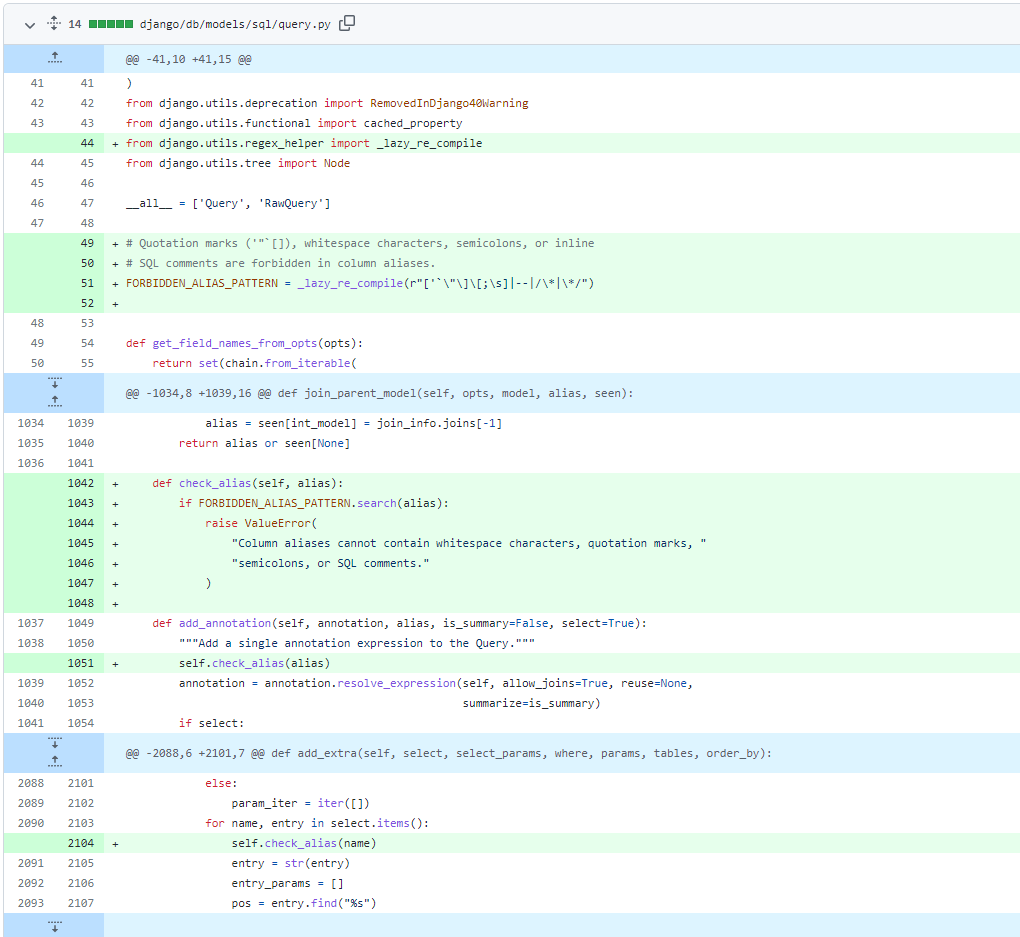 14 django/db/models/sql/query.py
@@ -41,10 +41,15 @@
41 41 )
42 42 from django.utils.deprecation import RemovedInDjango40Warning
43 43 from django.utils.functional import cached_property
44 + from django.utils.regex_helper import _lazy_re_compile
44 45 from django.utils.tree import Node
45 46
46 47 __all__ = ['Query', 'RawQuery']
47 48
49 + # Quotation marks ('"`[]), whitespace characters, semicolons, or inline
50 + # SQL comments are forbidden in column aliases.
51 + FORBIDDEN_ALIAS_PATTERN = _lazy_re_compile(r"['`\"\]\[;\s]|--|/\*|\*/")
52 +
48 53
49 54 def get_field_names_from_opts(opts):
50 55     return set(chain.from_iterable(
@@ -1034,8 +1039,16 @@ def join_parent_model(self, opts, model, alias, seen):
1034 1039             alias = seen[int_model] = join_info.joins[-1]
1035 1040         return alias or seen[None]
1036 1041
1042 +     def check_alias(self, alias):
1043 +         if FORBIDDEN_ALIAS_PATTERN.search(alias):
1044 +             raise ValueError(
1045 +                 "Column aliases cannot contain whitespace characters, quotation marks, "
1046 +                 "semicolons, or SQL comments."
1047 +             )
1048 +
1037 1049     def add_annotation(self, annotation, alias, is_summary=False, select=True):
1038 1050         """Add a single annotation expression to the Query."""
1051 +         self.check_alias(alias)
1039 1052         annotation = annotation.resolve_expression(self, allow_joins=True, reuse=None,
1040 1053                                                    summarize=is_summary)
1041 1054         if select:
@@ -2088,6 +2101,7 @@ def add_extra(self, select, select_params, where, params, tables, order_by):
2088 2101             else:
2089 2102                 param_iter = iter([])
2090 2103             for name, entry in select.items():
2104 +                 self.check_alias(name)
2091 2105                 entry = str(entry)
2092 2106                 entry_params = []
2093 2107                 pos = entry.find("%s")